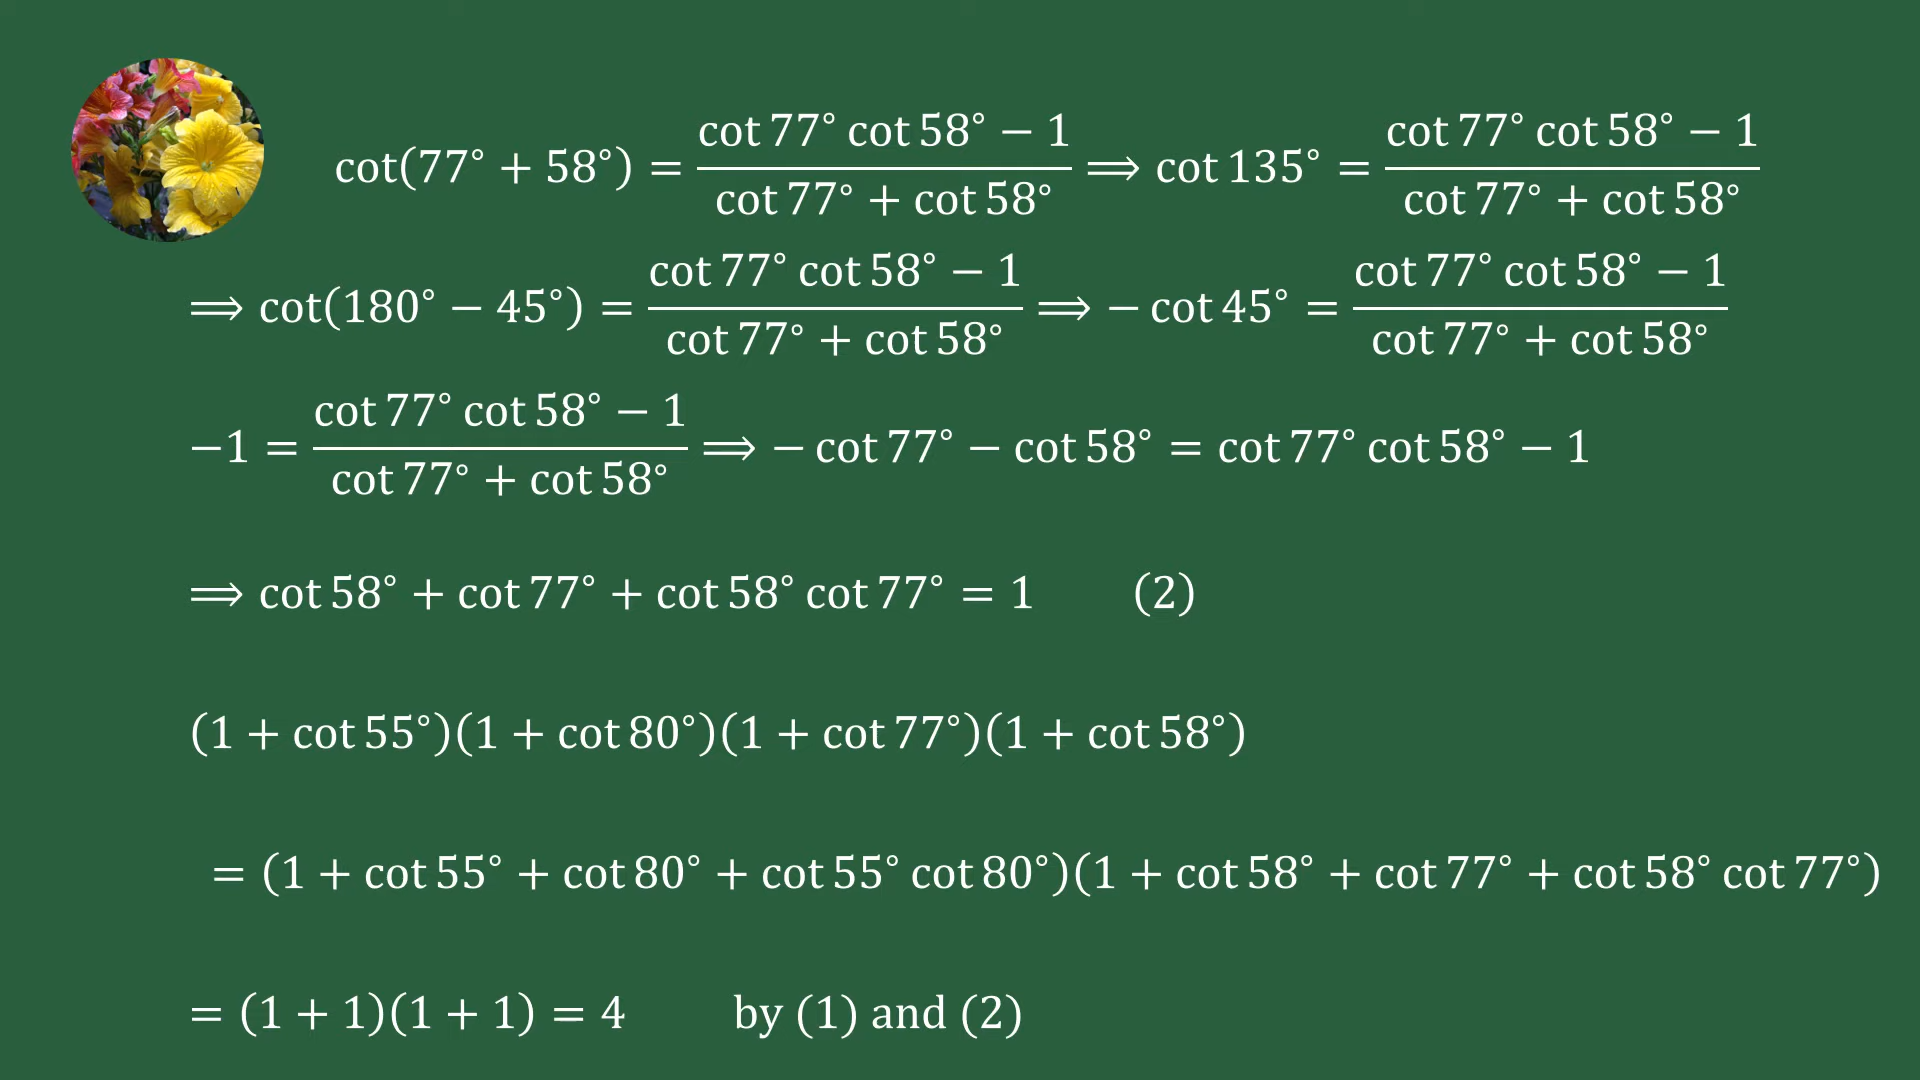 cot(77° + 58°) = (cot 77° cot 58° − 1)/(cot 77° + cot 58°) ⟹ cot 135° = (cot 77° cot 58° − 1)/(cot 77° + cot 58°)
⟹ cot(180° − 45°) = (cot 77° cot 58° − 1)/(cot 77° + cot 58°) ⟹ − cot 45° = (cot 77° cot 58° − 1)/(cot 77° + cot 58°)
−1 = (cot 77° cot 58° − 1)/(cot 77° + cot 58°) ⟹ − cot 77° − cot 58° = cot 77° cot 58° − 1
⟹ cot 58° + cot 77° + cot 58° cot 77° = 1 (2)
(1 + cot 55°)(1 + cot 80°)(1 + cot 77°)(1 + cot 58°)
= (1 + cot 55° + cot 80° + cot 55° cot 80°)(1 + cot 58° + cot 77° + cot 58° cot 77°)
= (1 + 1)(1 + 1) = 4 by (1) and (2)